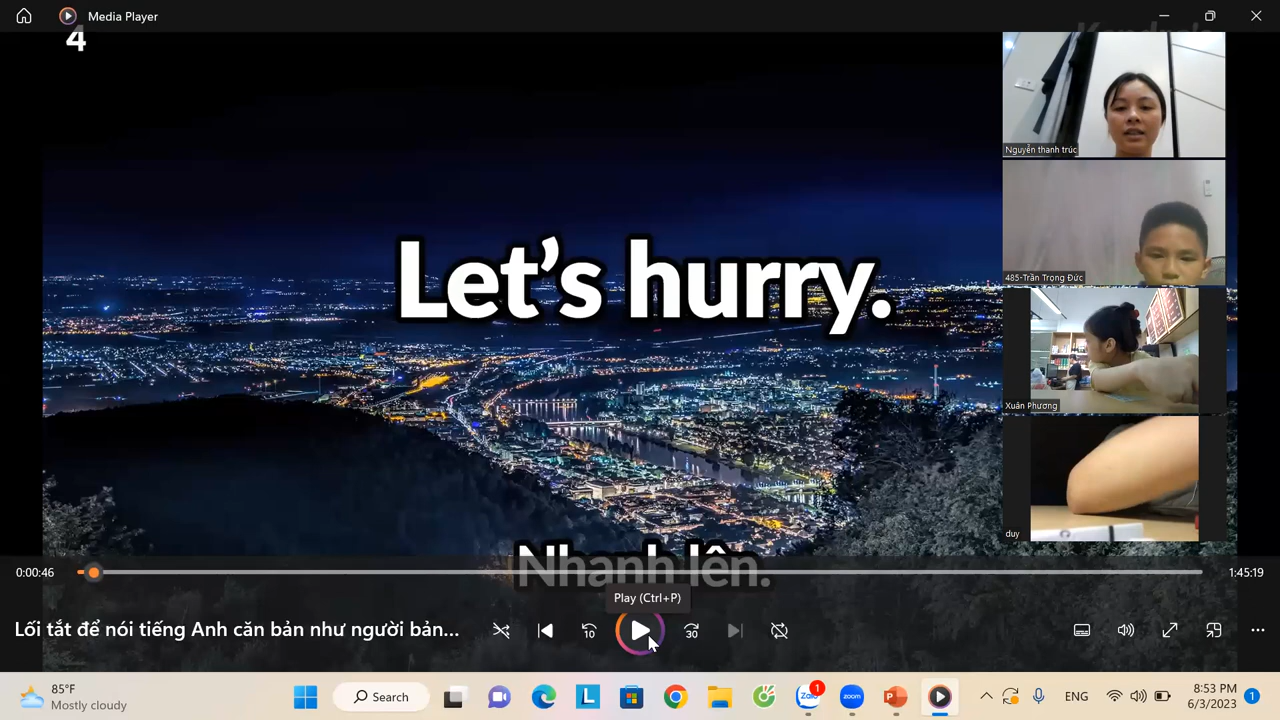 Media Player
4
Let's hurry.
Nhanh lên.
Nguyễn thanh trúc
485-Trần Trọng Đức
Xuân Phương
duy
0:00:46
1:45:19
Play (Ctrl+P)
Lối tắt để nói tiếng Anh căn bản như người bản...
10
30
85°F
Mostly cloudy
Search
L
Zalo
1
zoom
P
ENG
8:53 PM
6/3/2023
1